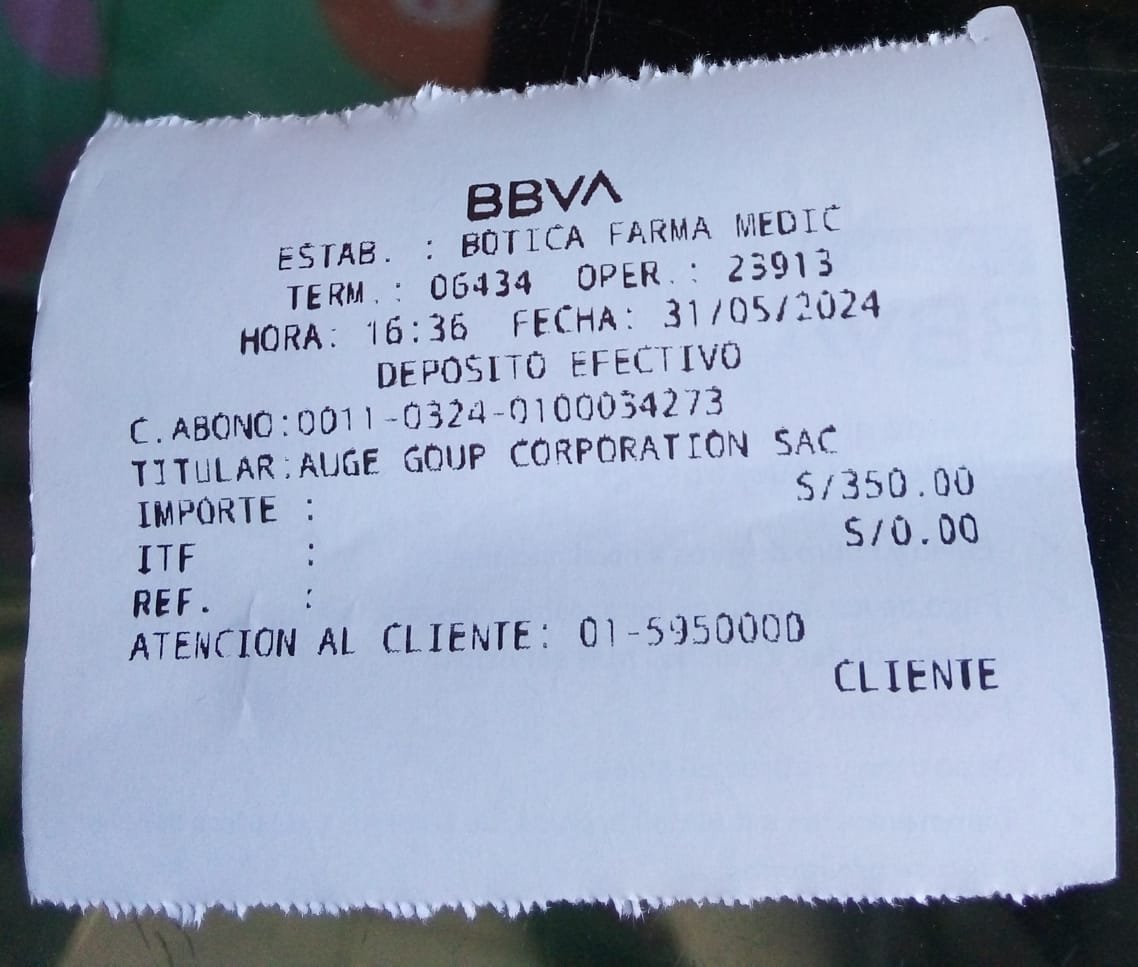 BBVA
ESTAB. : BOTICA FARMA MEDIC
TERM.: 06434 OPER.: 23913
HORA: 16:36 FECHA: 31/05/2024
DEPOSITO EFECTIVO
C.ABONO:0011-0324-0100034273
TITULAR:AUGE GOUP CORPORATION SAC
IMPORTE : S/350.00
ITF : S/0.00
REF. :
ATENCION AL CLIENTE: 01-5950000
CLIENTE